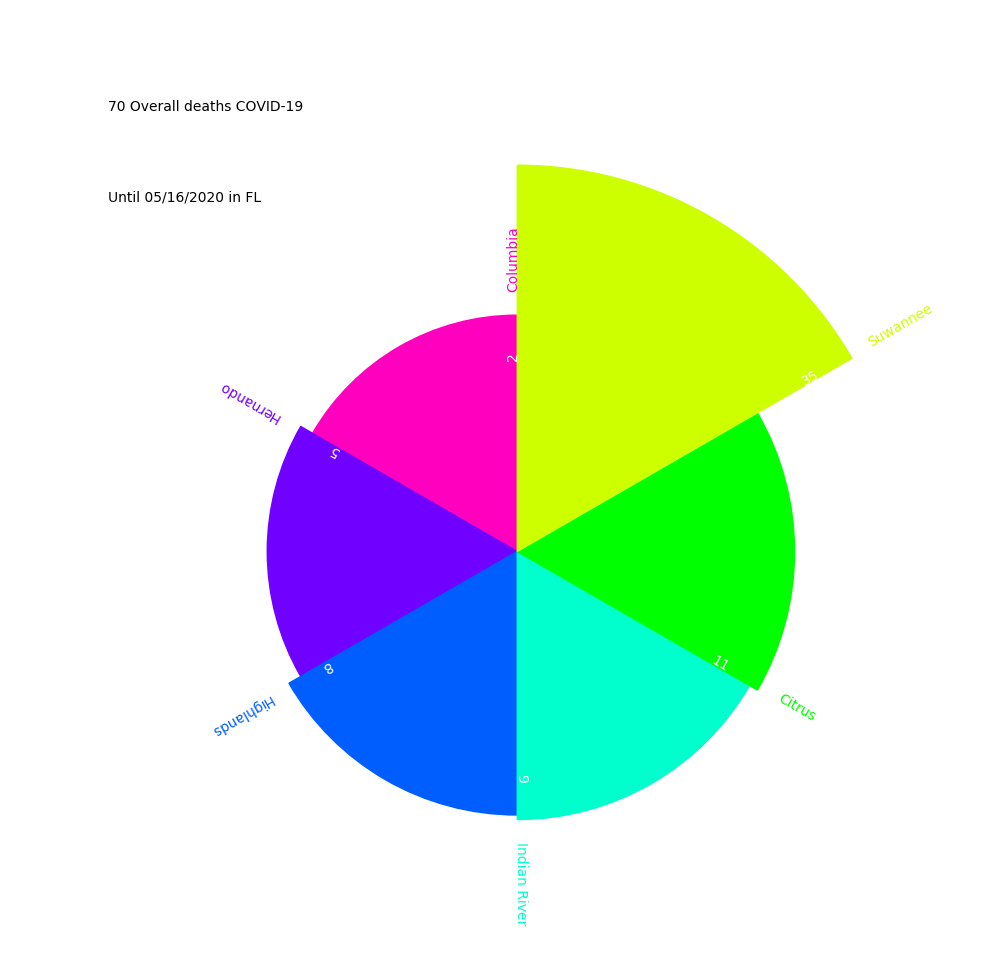 70 Overall deaths COVID-19
Until 05/16/2020 in FL
Columbia
2
Suwannee
35
Hernando
5
11
Citrus
8
Highlands
9
Indian River